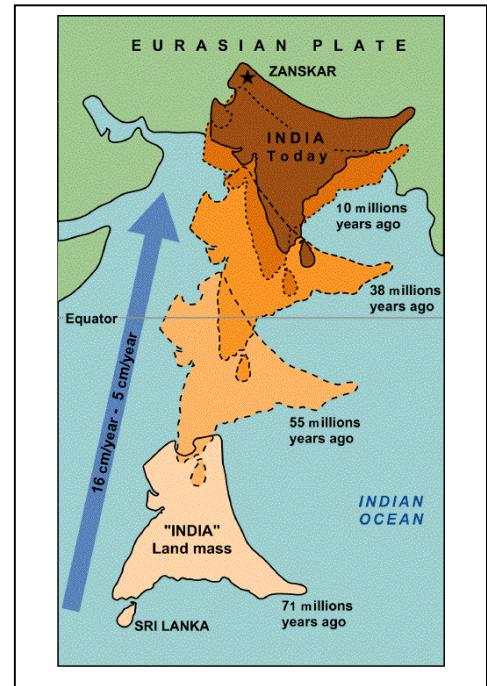 EURASIAN PLATE
ZANSKAR
INDIA
Today
10 millions
years ago
38 millions
years ago
Equator
16 cm/year - 5 cm/year
55 millions
years ago
INDIAN
OCEAN
"INDIA"
Land mass
71 millions
years ago
SRI LANKA